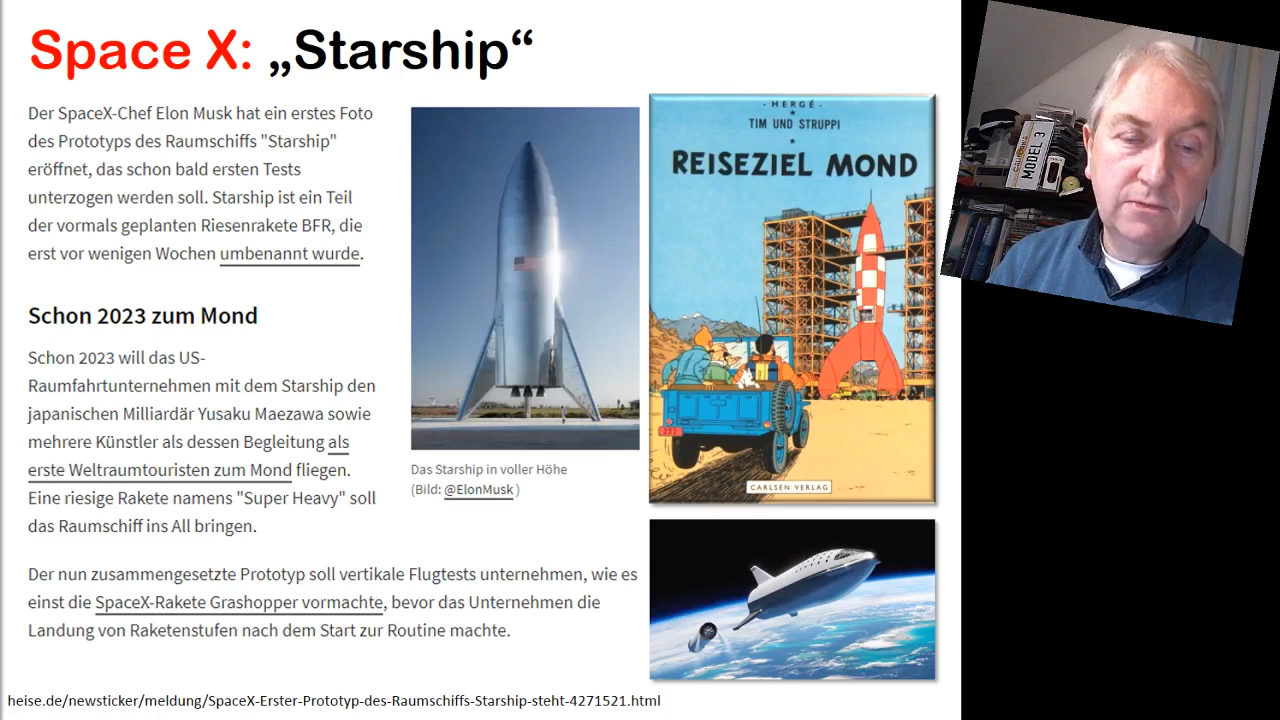 Space X: „Starship“
Der SpaceX-Chef Elon Musk hat ein erstes Foto
des Prototyps des Raumschiffs "Starship"
eröffnet, das schon bald ersten Tests
unterzogen werden soll. Starship ist ein Teil
der vormals geplanten Riesenrakete BFR, die
erst vor wenigen Wochen umbenannt wurde.
Schon 2023 zum Mond
Schon 2023 will das US-
Raumfahrtunternehmen mit dem Starship den
japanischen Milliardär Yusaku Maezawa sowie
mehrere Künstler als dessen Begleitung als
erste Weltraumtouristen zum Mond fliegen.
Eine riesige Rakete namens "Super Heavy" soll
das Raumschiff ins All bringen.
Das Starship in voller Höhe
(Bild: @ElonMusk )
Der nun zusammengesetzte Prototyp soll vertikale Flugtests unternehmen, wie es
einst die SpaceX-Rakete Grashopper vormachte, bevor das Unternehmen die
Landung von Raketenstufen nach dem Start zur Routine machte.
heise.de/newsticker/meldung/SpaceX-Erster-Prototyp-des-Raumschiffs-Starship-steht-4271521.html
- HERGÉ -
TIM UND STRUPPI
REISEZIEL MOND
CARLSEN VERLAG
MODEL 3